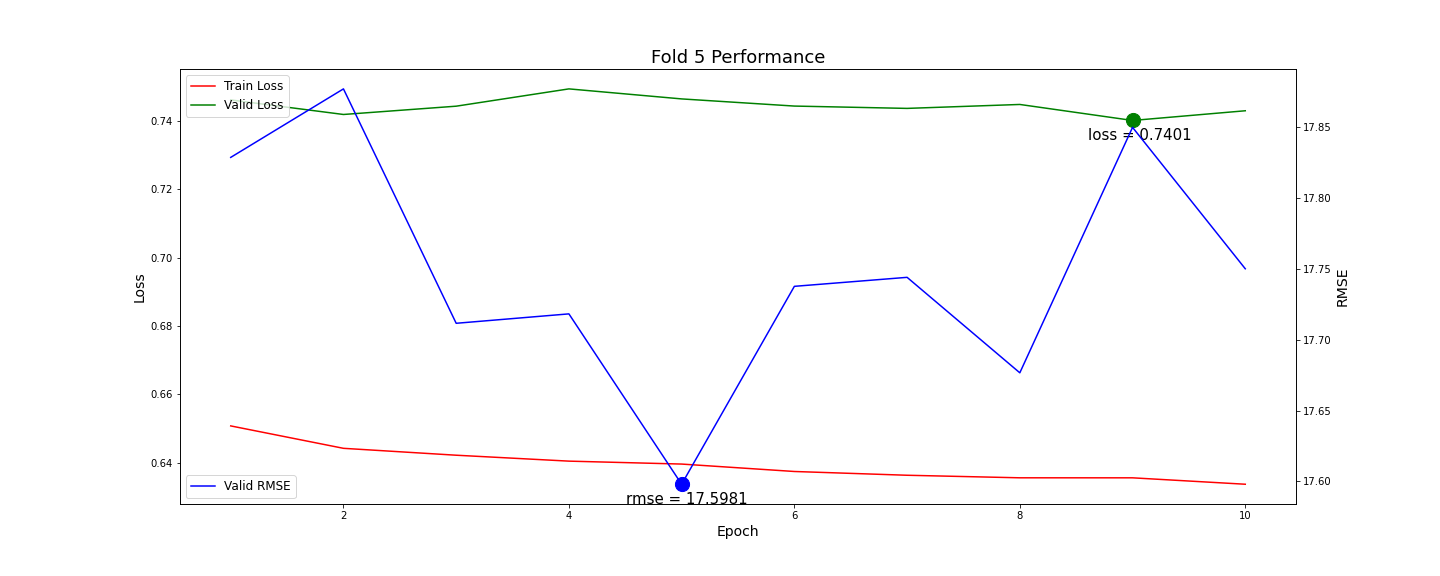 Fold 5 Performance
Train Loss
Valid Loss
0.74
0.72
0.70
0.68
0.66
0.64
Loss
loss = 0.7401
17.85
17.80
17.75
17.70
17.65
17.60
RMSE
Valid RMSE
rmse = 17.5981
2
4
6
8
10
Epoch